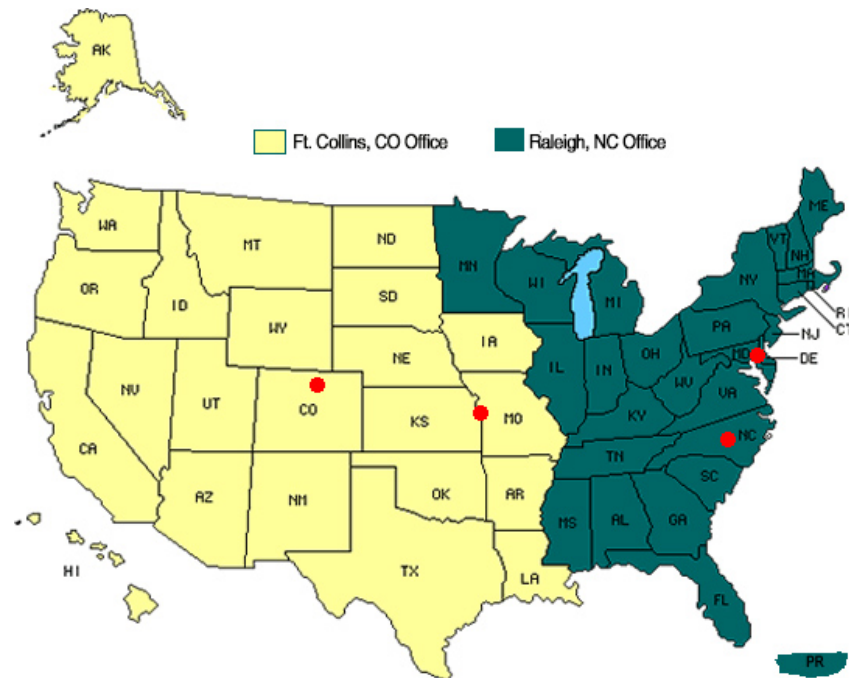 AK
Ft. Collins, CO Office
Raleigh, NC Office
WA
MT
ND
MN
ME
VT
NH
OR
ID
SD
WI
MI
NY
MA
RI
CT
WY
IA
PA
NJ
NE
OH
MD
DE
NV
UT
CO
IL
IN
WV
VA
CA
KS
MO
KY
NC
AZ
NM
OK
AR
TN
SC
MS
AL
GA
TX
LA
HI
FL
PR